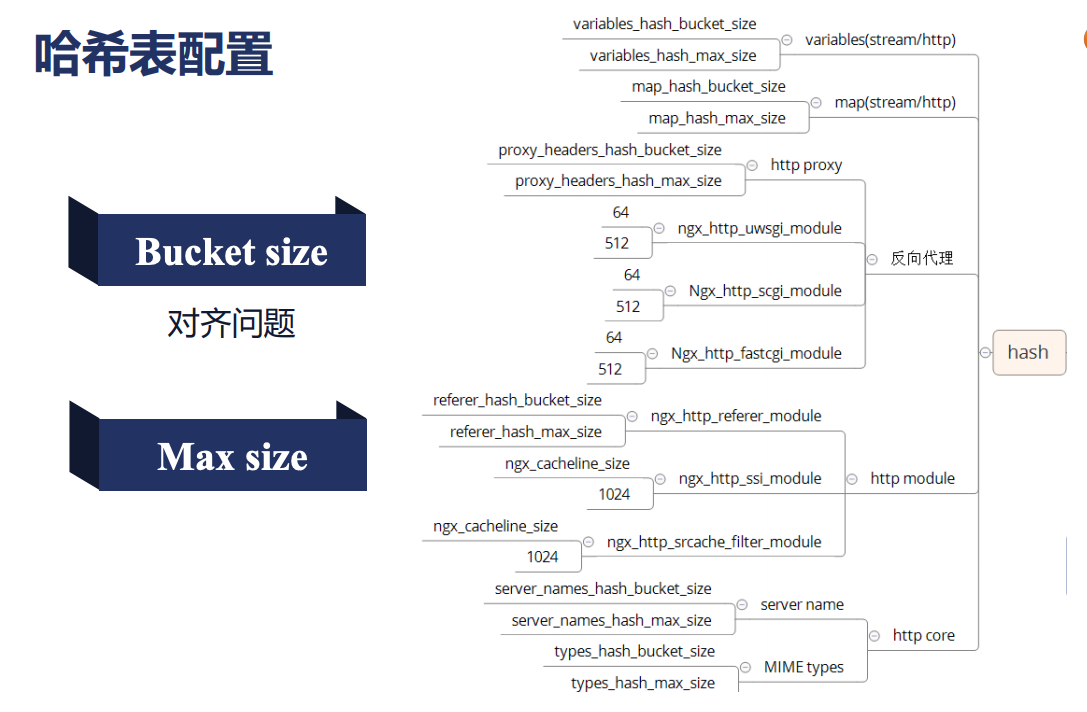 哈希表配置
Bucket size
对齐问题
Max size
variables_hash_bucket_size
variables_hash_max_size
variables(stream/http)
map_hash_bucket_size
map_hash_max_size
map(stream/http)
proxy_headers_hash_bucket_size
proxy_headers_hash_max_size
http proxy
64
512
ngx_http_uwsgi_module
64
512
Ngx_http_scgi_module
64
512
Ngx_http_fastcgi_module
反向代理
referer_hash_bucket_size
referer_hash_max_size
ngx_http_referer_module
ngx_cacheline_size
1024
ngx_http_ssi_module
ngx_cacheline_size
1024
ngx_http_srcache_filter_module
http module
server_names_hash_bucket_size
server_names_hash_max_size
server name
types_hash_bucket_size
types_hash_max_size
MIME types
http core
hash